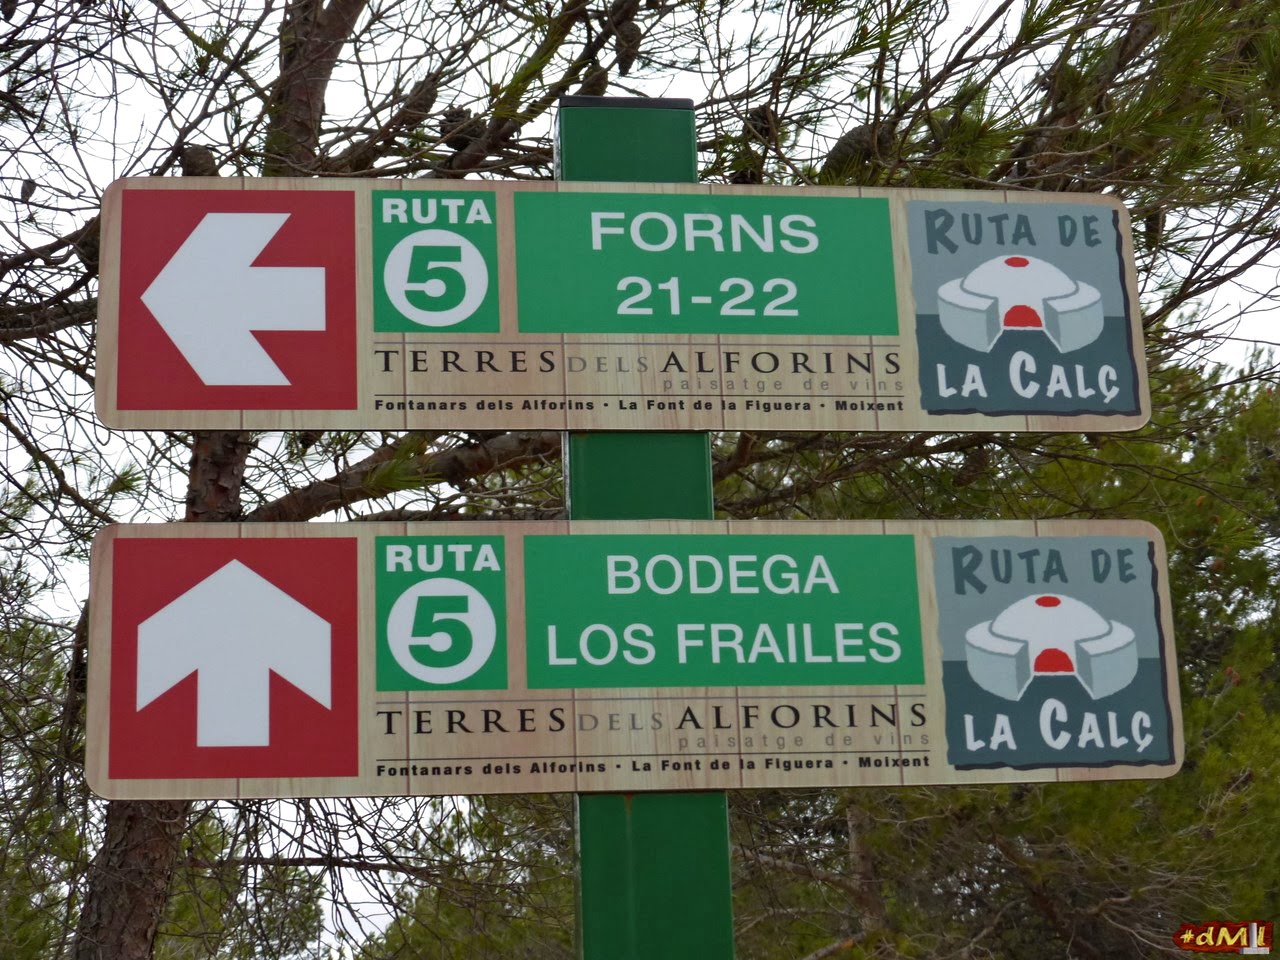 RUTA
5
FORNS
21-22
TERRES DELS ALFORINS
paisatge de vins
Fontanars dels Alforins · La Font de la Figuera · Moixent
RUTA DE
LA CALÇ
RUTA
5
BODEGA
LOS FRAILES
TERRES DELS ALFORINS
paisatge de vins
Fontanars dels Alforins · La Font de la Figuera · Moixent
RUTA DE
LA CALÇ
#dM1